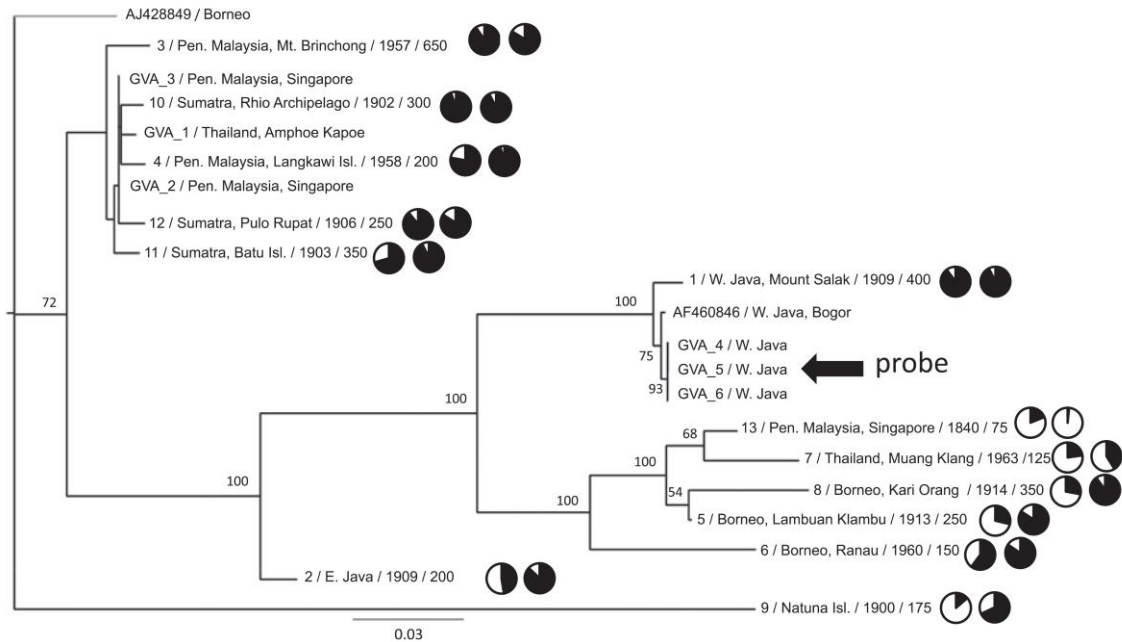 AJ428849 / Borneo
3 / Pen. Malaysia, Mt. Brinchong / 1957 / 650
GVA_3 / Pen. Malaysia, Singapore
10 / Sumatra, Rhio Archipelago / 1902 / 300
GVA_1 / Thailand, Amphoe Kapoe
4 / Pen. Malaysia, Langkawi Isl. / 1958 / 200
GVA_2 / Pen. Malaysia, Singapore
12 / Sumatra, Pulo Rupat / 1906 / 250
11 / Sumatra, Batu Isl. / 1903 / 350
72
1 / W. Java, Mount Salak / 1909 / 400
100
AF460846 / W. Java, Bogor
GVA_4 / W. Java
75
GVA_5 / W. Java
probe
93
GVA_6 / W. Java
100
13 / Pen. Malaysia, Singapore / 1840 / 75
68
7 / Thailand, Muang Klang / 1963 /125
100
8 / Borneo, Kari Orang / 1914 / 350
54
5 / Borneo, Lambuan Klambu / 1913 / 250
100
100
6 / Borneo, Ranau / 1960 / 150
2 / E. Java / 1909 / 200
9 / Natuna Isl. / 1900 / 175
0.03